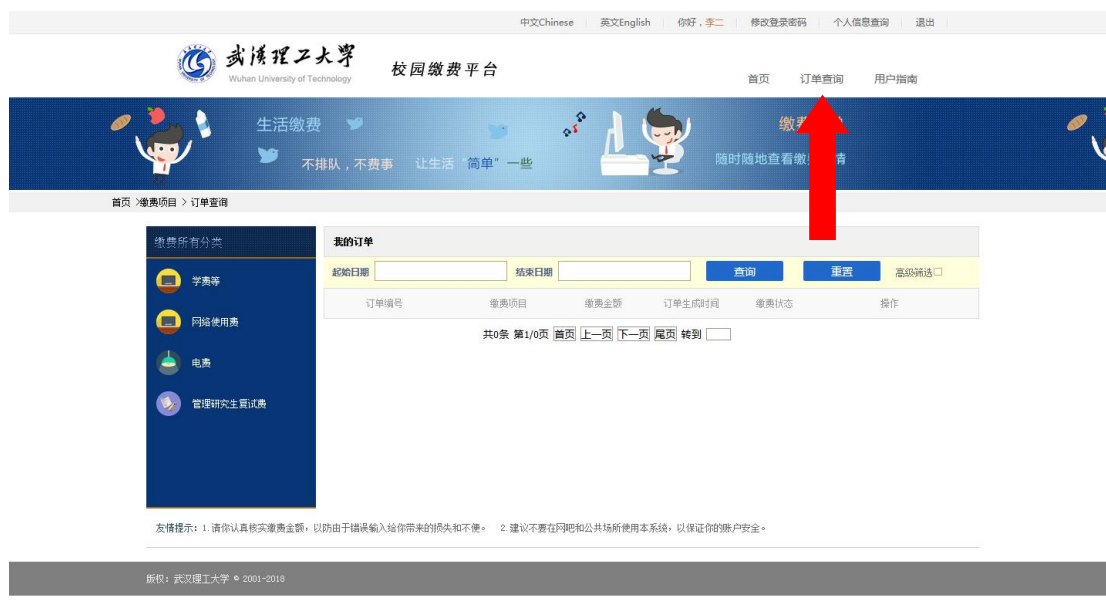 中文Chinese 英文English 你好，李二 修改登录密码 个人信息查询 退出
武汉理工大学
Wuhan University of Technology
校园缴费平台
首页 订单查询 用户指南
生活缴费
不排队，不费事 让生活“简单”一些
缴费
随时随地查看缴 情
首页 >缴费项目 > 订单查询
缴费所有分类
学费等
网络使用费
电费
管理研究生复试费
我的订单
起始日期 结束日期 查询 重置 高级筛选
订单编号 缴费项目 缴费金额 订单生成时间 缴费状态 操作
共0条 第1/0页 首页 上一页 下一页 尾页 转到
友情提示：1.请你认真核实缴费金额，以防由于错误输入给你带来的损失和不便。 2.建议不要在网吧和公共场所使用本系统，以保证你的账户安全。
版权：武汉理工大学 © 2001-2018